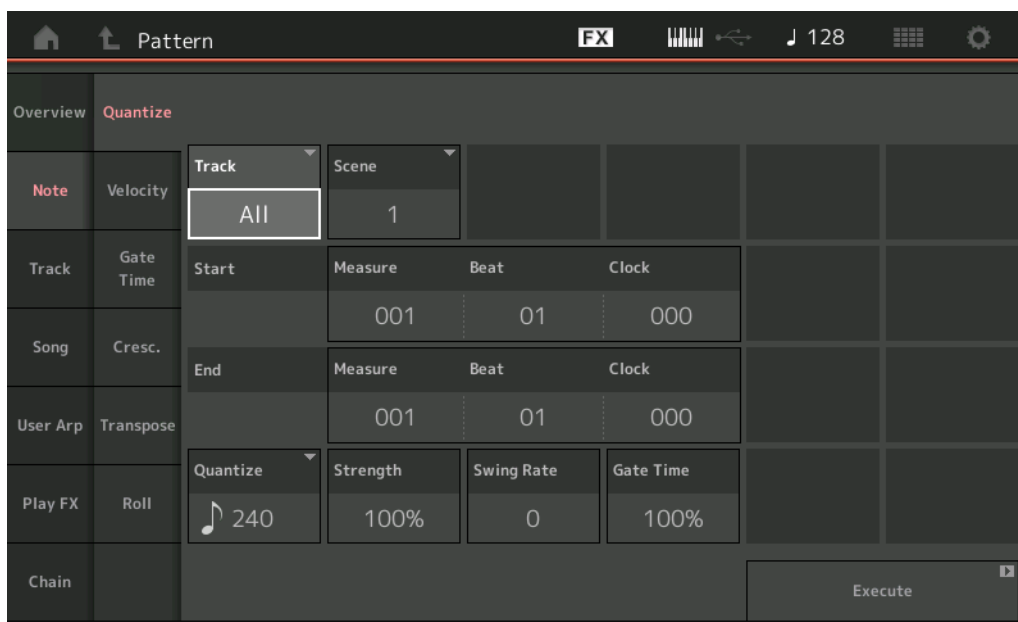 Pattern FX 128
Overview Quantize
Track Scene
Note Velocity
All 1
Track Gate Time Start Measure Beat Clock
001 01 000
Song Cresc. End Measure Beat Clock
User Arp Transpose 001 01 000
Quantize Strength Swing Rate Gate Time
Play FX Roll 240 100% 0 100%
Chain Execute